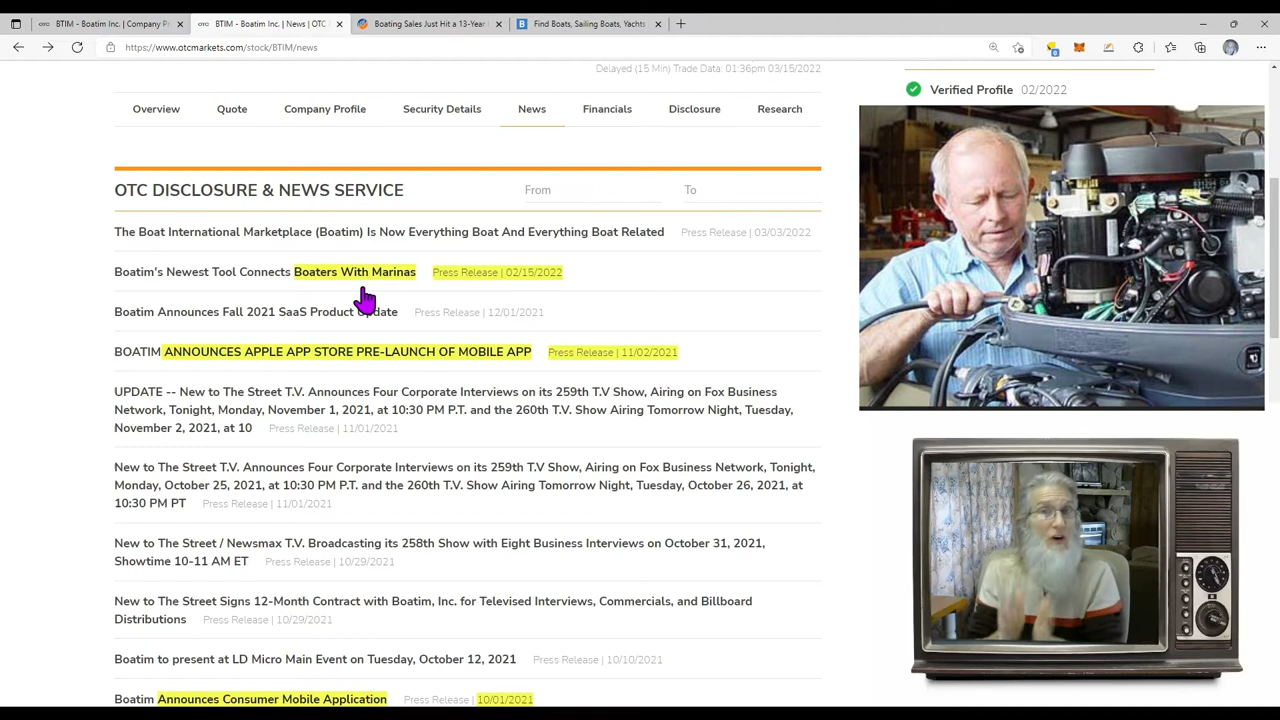 BTIM - Boatim Inc. | Company Pr
BTIM - Boatim Inc. | News | OTC
Boating Sales Just Hit a 13-Year
Find Boats, Sailing Boats, Yachts
https://www.otcmarkets.com/stock/BTIM/news
Delayed (15 Min) Trade Data: 01:36pm 03/15/2022
Verified Profile 02/2022
Overview Quote Company Profile Security Details News Financials Disclosure Research
OTC DISCLOSURE & NEWS SERVICE From To
The Boat International Marketplace (Boatim) Is Now Everything Boat And Everything Boat Related Press Release | 03/03/2022
Boatim's Newest Tool Connects Boaters With Marinas Press Release | 02/15/2022
Boatim Announces Fall 2021 SaaS Product Update Press Release | 12/01/2021
BOATIM ANNOUNCES APPLE APP STORE PRE-LAUNCH OF MOBILE APP Press Release | 11/02/2021
UPDATE -- New to The Street T.V. Announces Four Corporate Interviews on its 259th T.V Show, Airing on Fox Business
Network, Tonight, Monday, November 1, 2021, at 10:30 PM P.T. and the 260th T.V. Show Airing Tomorrow Night, Tuesday,
November 2, 2021, at 10 Press Release | 11/01/2021
New to The Street T.V. Announces Four Corporate Interviews on its 259th T.V Show, Airing on Fox Business Network, Tonight,
Monday, October 25, 2021, at 10:30 PM P.T. and the 260th T.V. Show Airing Tomorrow Night, Tuesday, October 26, 2021, at
10:30 PM PT Press Release | 11/01/2021
New to The Street / Newsmax T.V. Broadcasting its 258th Show with Eight Business Interviews on October 31, 2021,
Showtime 10-11 AM ET Press Release | 10/29/2021
New to The Street Signs 12-Month Contract with Boatim, Inc. for Televised Interviews, Commercials, and Billboard
Distributions Press Release | 10/29/2021
Boatim to present at LD Micro Main Event on Tuesday, October 12, 2021 Press Release | 10/10/2021
Boatim Announces Consumer Mobile Application Press Release | 10/01/2021